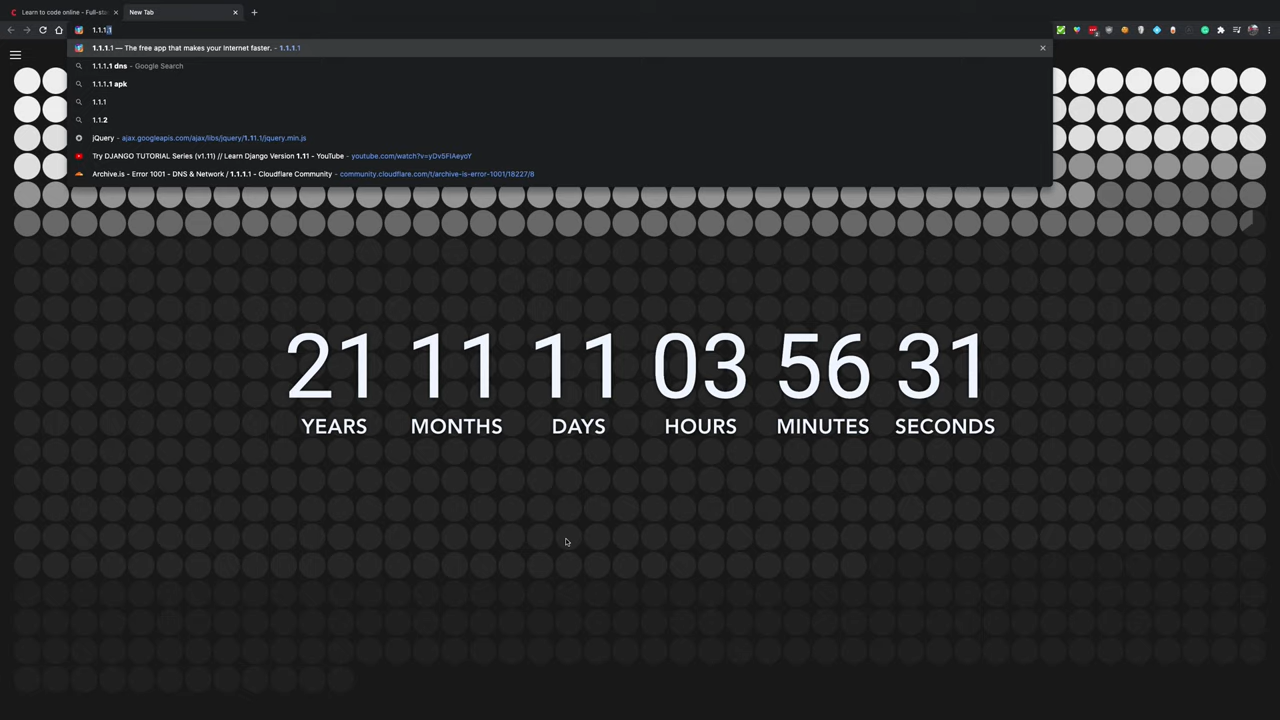 Learn to code online - Full-sta
New Tab
1.1.1.1
1.1.1.1 — The free app that makes your Internet faster. - 1.1.1.1
1.1.1.1 dns - Google Search
1.1.1.1 apk
1.1.1
1.1.2
jQuery - ajax.googleapis.com/ajax/libs/jquery/1.11.1/jquery.min.js
Try DJANGO TUTORIAL Series (v1.11) // Learn Django Version 1.11 - YouTube - youtube.com/watch?v=yDv5FIAeyoY
Archive.is - Error 1001 - DNS & Network / 1.1.1.1 - Cloudflare Community - community.cloudflare.com/t/archive-is-error-1001/18227/8
21 11 11 03 56 31
YEARS MONTHS DAYS HOURS MINUTES SECONDS